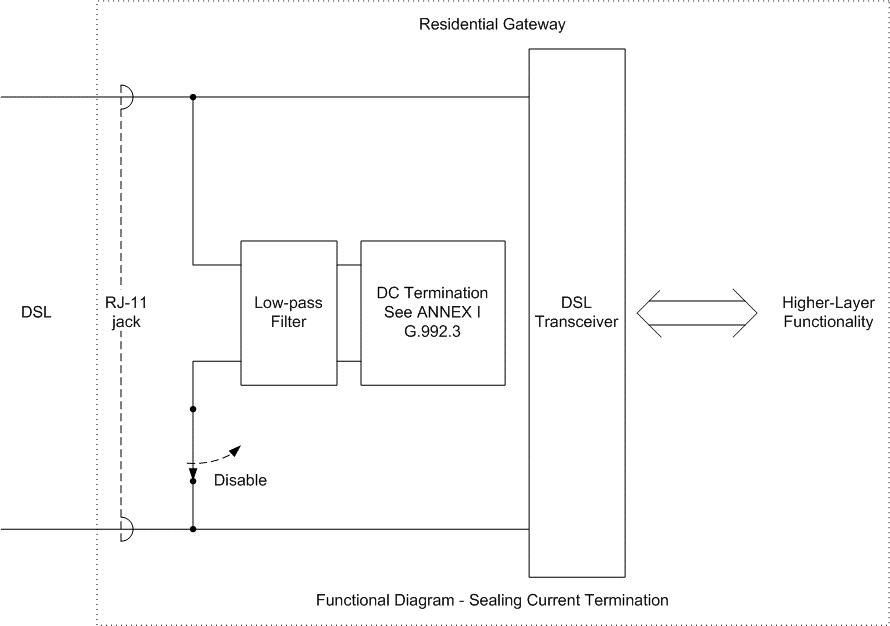 Residential Gateway
DSL
RJ-11
jack
Low-pass
Filter
DC Termination
See ANNEX I
G.992.3
DSL
Transceiver
Higher-Layer
Functionality
Disable
Functional Diagram - Sealing Current Termination